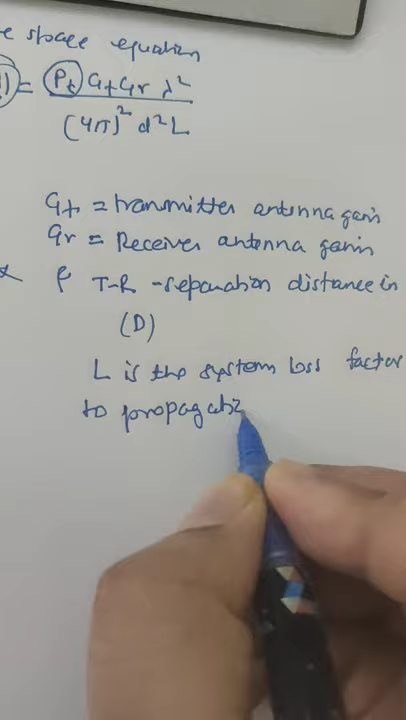 e space equation
) = Pt Gt Gr λ²
(4π)² d² L
Gt = transmitter antenna gain
Gr = Receiver antenna gain
T-R - separation distance in
(D)
L is the system loss factor
to propagati